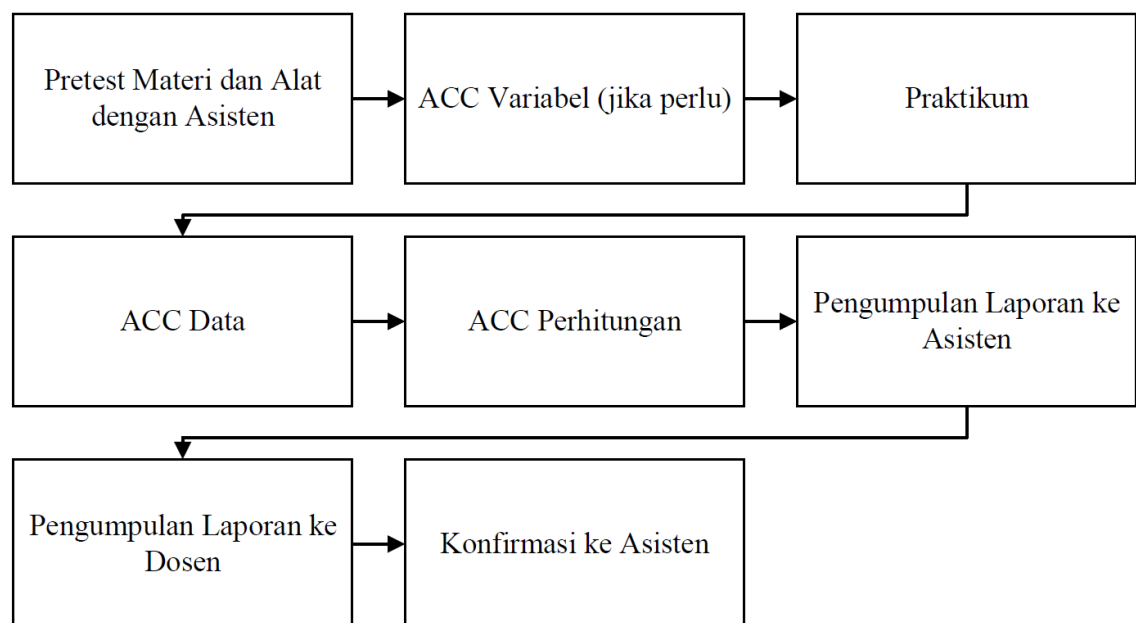 Pretest Materi dan Alat
dengan Asisten
ACC Variabel (jika perlu)
Praktikum
ACC Data
ACC Perhitungan
Pengumpulan Laporan ke
Asisten
Pengumpulan Laporan ke
Dosen
Konfirmasi ke Asisten